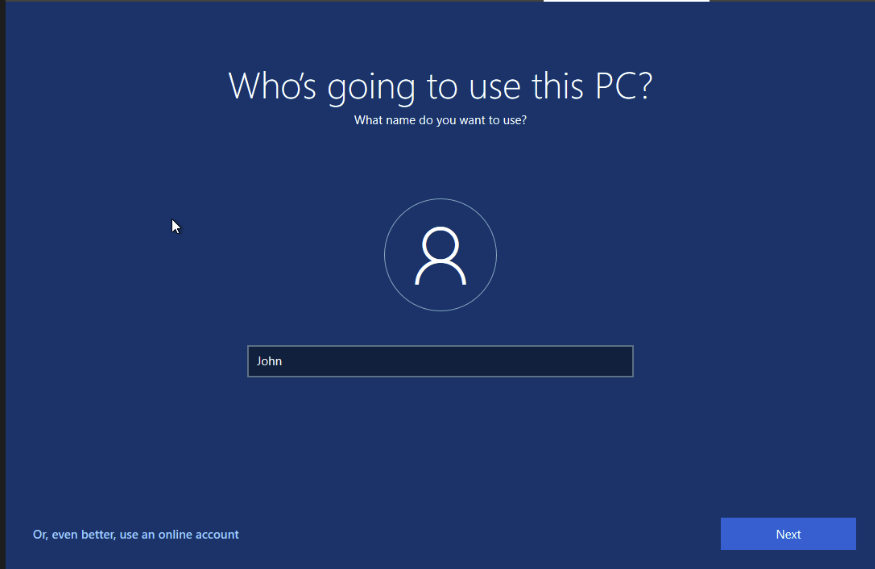 Who's going to use this PC?
What name do you want to use?
John
Or, even better, use an online account
Next